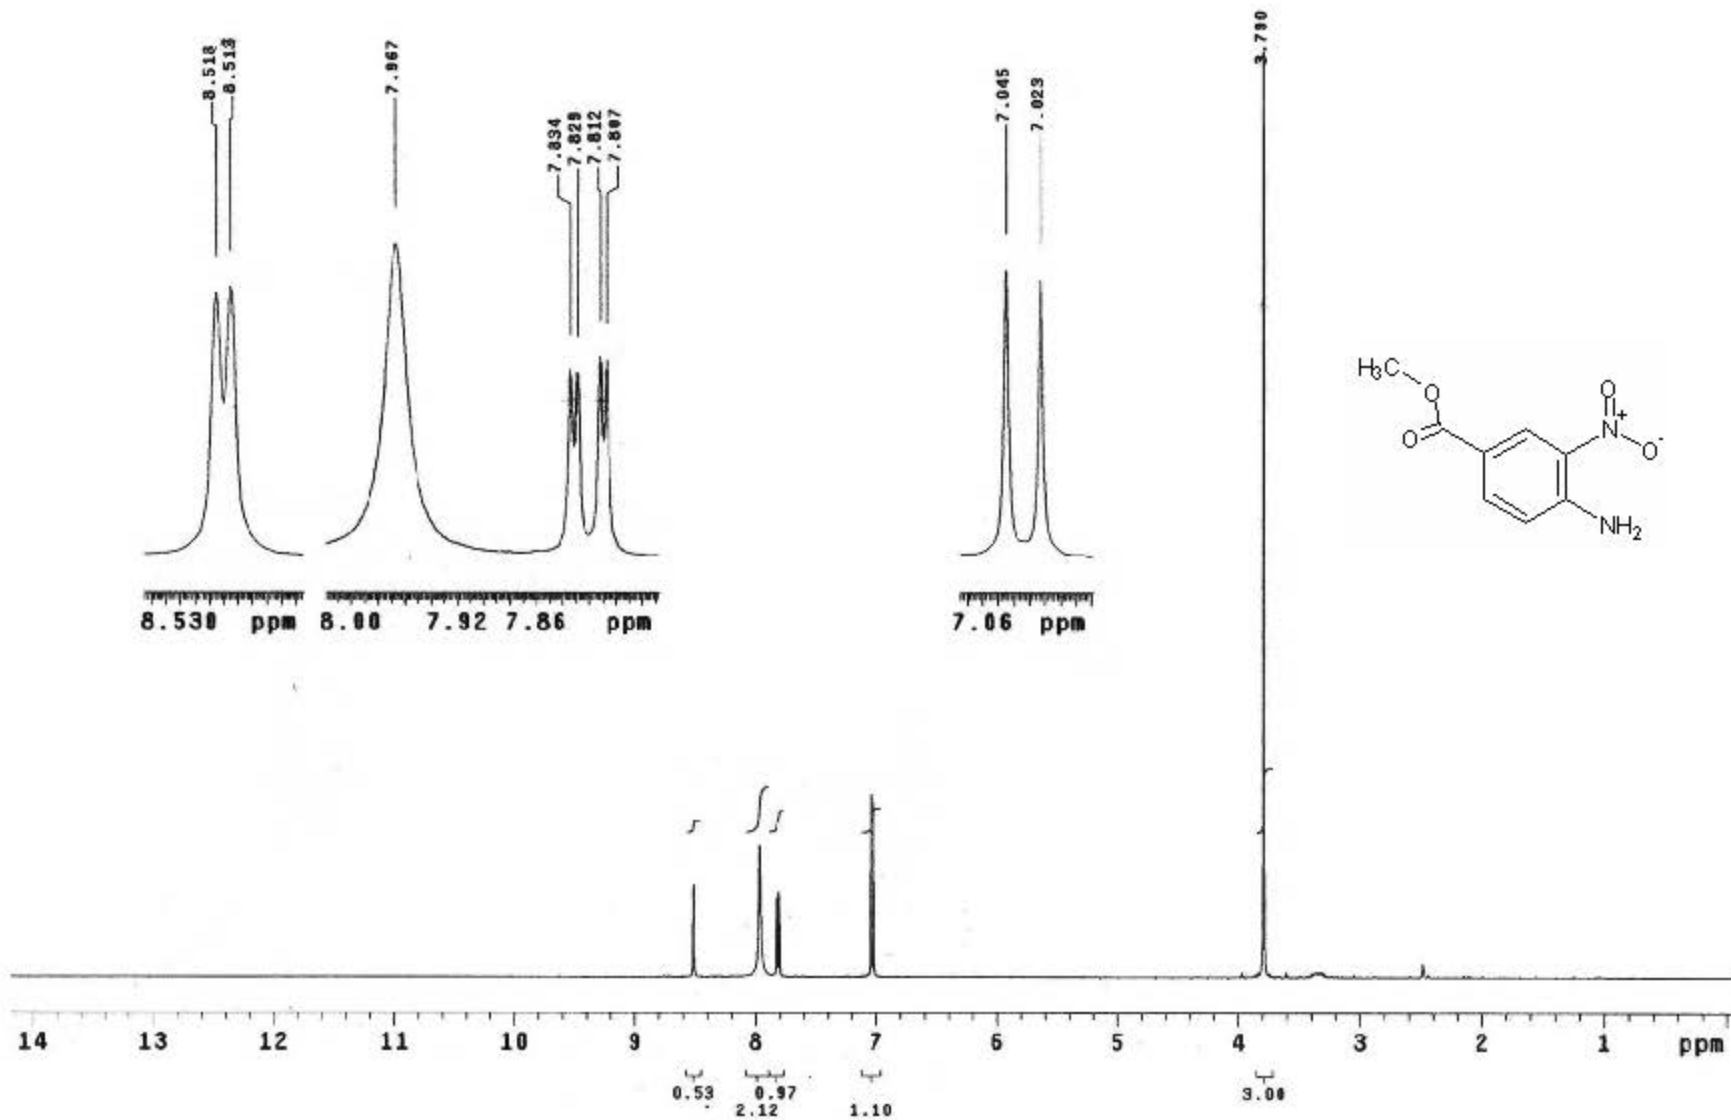 8.518
8.513
7.967
7.834
7.829
7.812
7.807
7.045
7.023
3.790
8.530 ppm
8.00 7.92 7.86 ppm
7.06 ppm
H₃C
O
O
O
N⁺
O⁻
NH₂
14 13 12 11 10 9 8 7 6 5 4 3 2 1 ppm
0.53 0.97 3.00
2.12 1.10